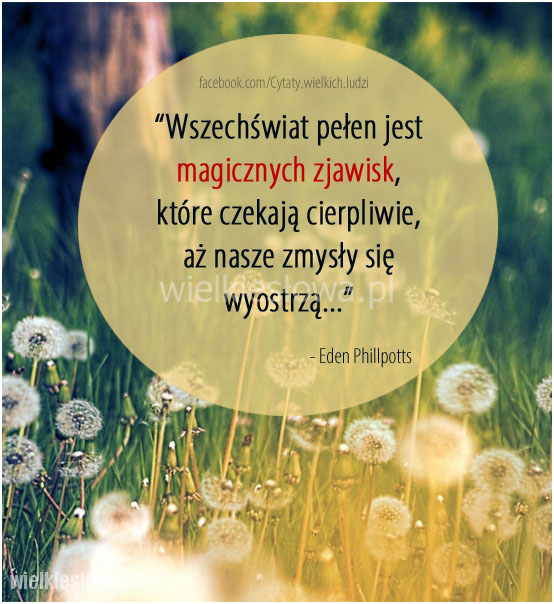 facebook.com/Cytaty.wielkich.ludzi
“Wszechświat pełen jest
magicznych zjawisk,
które czekają cierpliwie,
aż nasze zmysły się
wielkieslowa.pl
wyostrzą...”
- Eden Phillpotts
wielkieslowa.pl